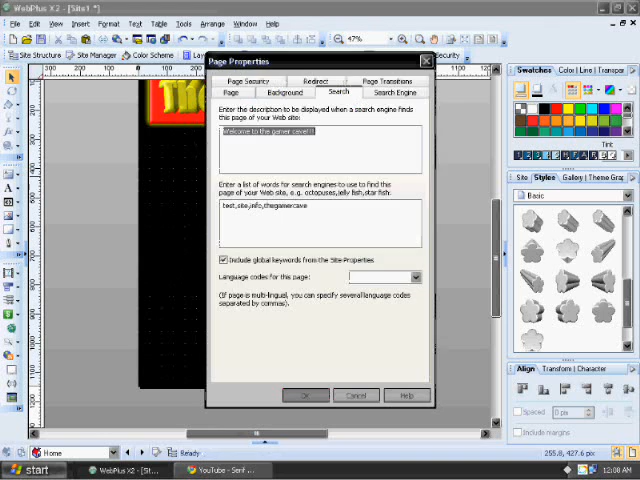 WebPlus X2 - [Site1 *]
File Edit View Insert Format Text Table Tools Arrange Window Help
47%
Site Structure Site Manager Color Scheme Security
Page Properties
Page Security Redirect Page Transitions
Page Background Search Search Engine
Enter the description to be displayed when a search engine finds
this page of your Web site:
Welcome to the gamer cave!!!
Enter a list of words for search engines to use to find this
page of your Web site, e.g. octopuses,jelly fish,star fish:
test,site,info,thegamercave
Include global keywords from the Site Properties
Language codes for this page:
(If page is multi-lingual, you can specify several language codes
separated by commas).
OK Cancel Help
The
Swatches Color | Line | Transpar
Tint
Site Styles Gallery | Theme Grap
Basic
Align Transform | Character
Spaced 0 pis
Include margins
Home Ready 255.8, 427.6 pix
start WebPlus X2 - [St... YouTube - Serif ... 12:08 AM